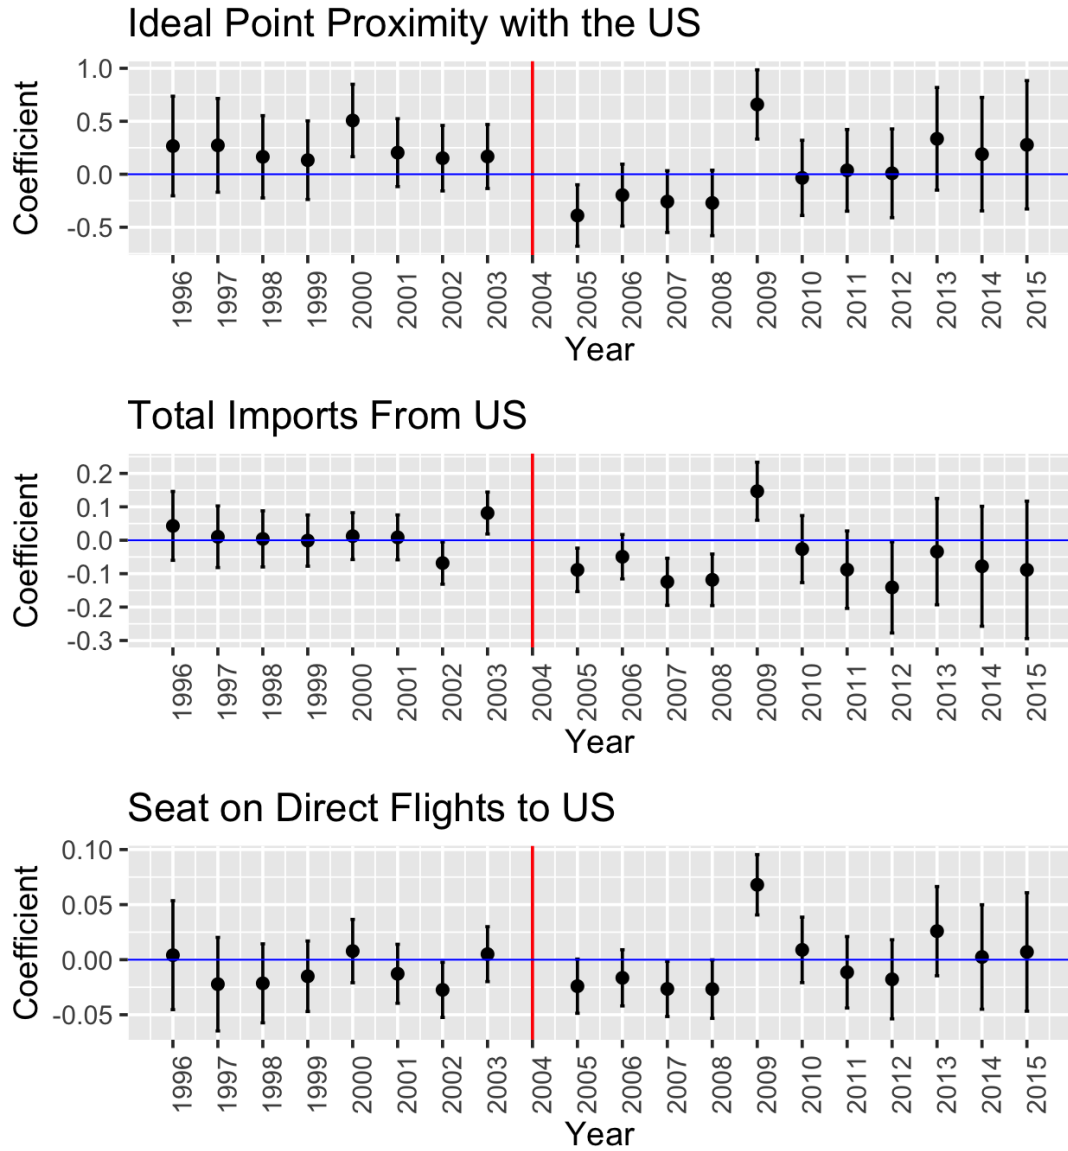 Ideal Point Proximity with the US
Coefficient
1.0
0.5
0.0
-0.5
1996 1997 1998 1999 2000 2001 2002 2003 2004 2005 2006 2007 2008 2009 2010 2011 2012 2013 2014 2015
Year
Total Imports From US
Coefficient
0.2
0.1
0.0
-0.1
-0.2
-0.3
1996 1997 1998 1999 2000 2001 2002 2003 2004 2005 2006 2007 2008 2009 2010 2011 2012 2013 2014 2015
Year
Seat on Direct Flights to US
Coefficient
0.10
0.05
0.00
-0.05
1996 1997 1998 1999 2000 2001 2002 2003 2004 2005 2006 2007 2008 2009 2010 2011 2012 2013 2014 2015
Year